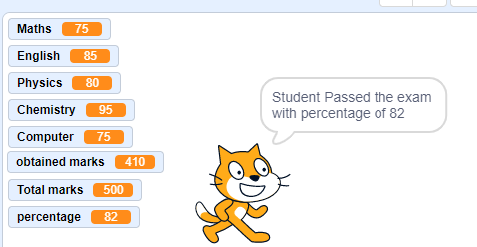 Maths 75
English 85
Physics 80
Chemistry 95
Computer 75
obtained marks 410
Total marks 500
percentage 82
Student Passed the exam
with percentage of 82